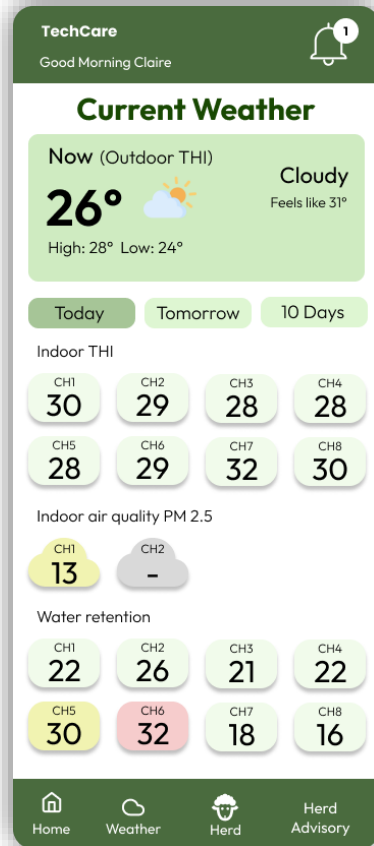 TechCare
1
Good Morning Claire
Current Weather
Now (Outdoor THI)
Cloudy
26°
Feels like 31°
High: 28° Low: 24°
Today Tomorrow 10 Days
Indoor THI
CH1 CH2 CH3 CH4
30 29 28 28
CH5 CH6 CH7 CH8
28 29 32 30
Indoor air quality PM 2.5
CH1 CH2
13 -
Water retention
CH1 CH2 CH3 CH4
22 26 21 22
CH5 CH6 CH7 CH8
30 32 18 16
Home Weather Herd Herd
Advisory